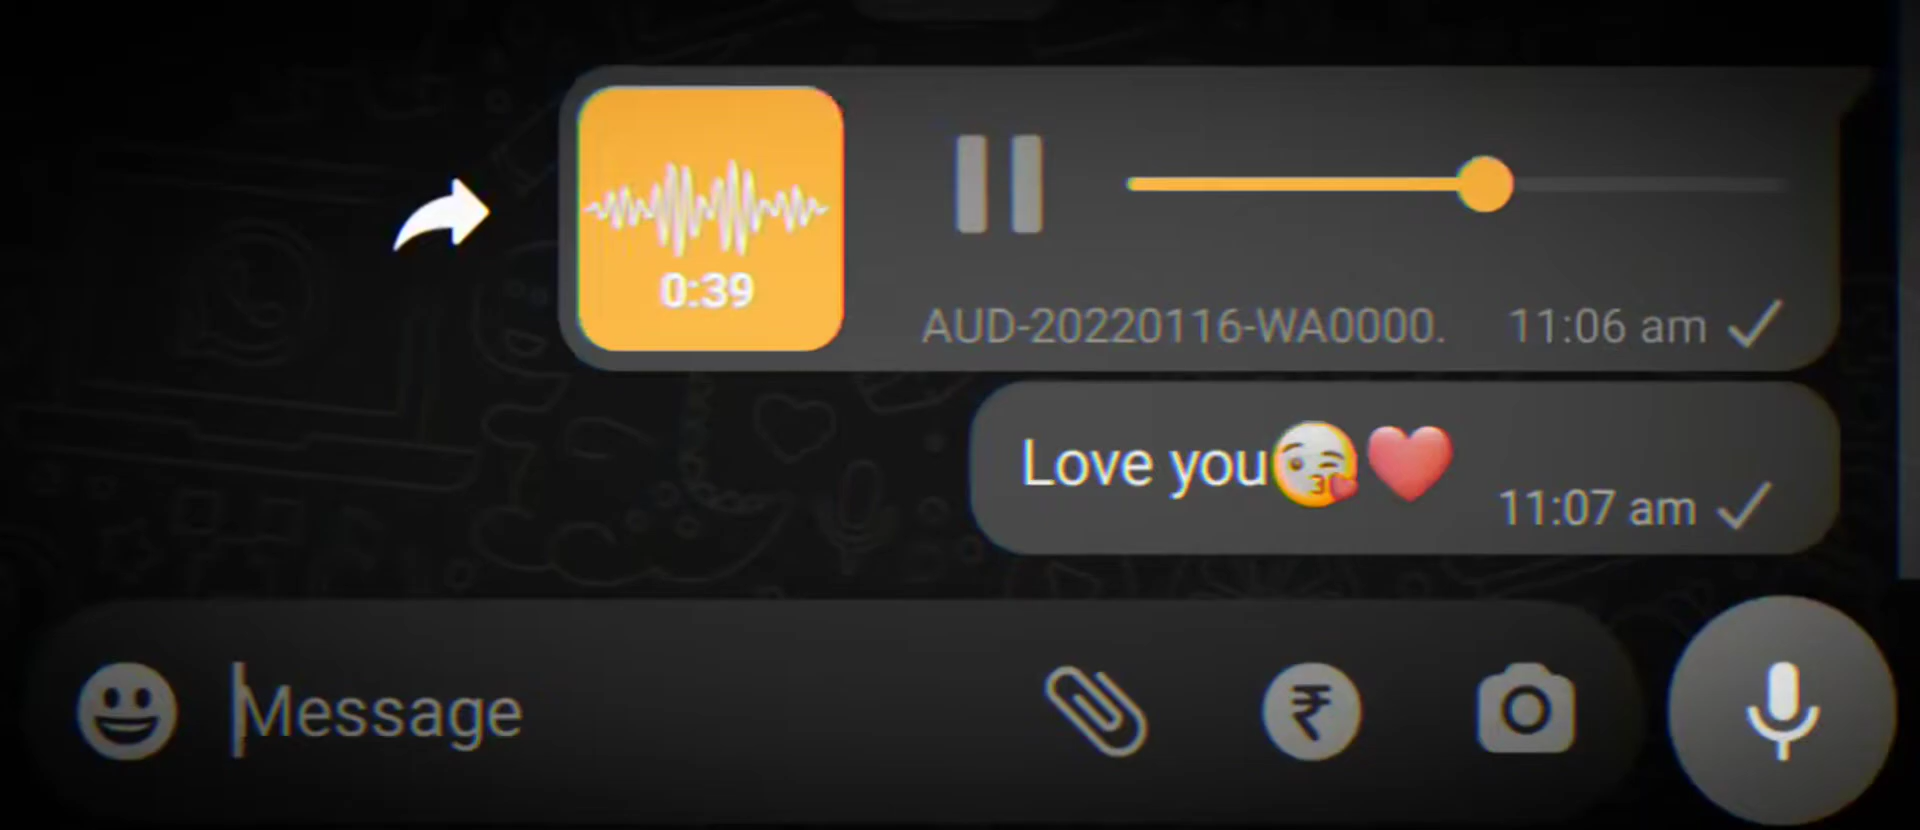 0:39
AUD-20220116-WA0000. 11:06 am
Love you😘❤️ 11:07 am
Message